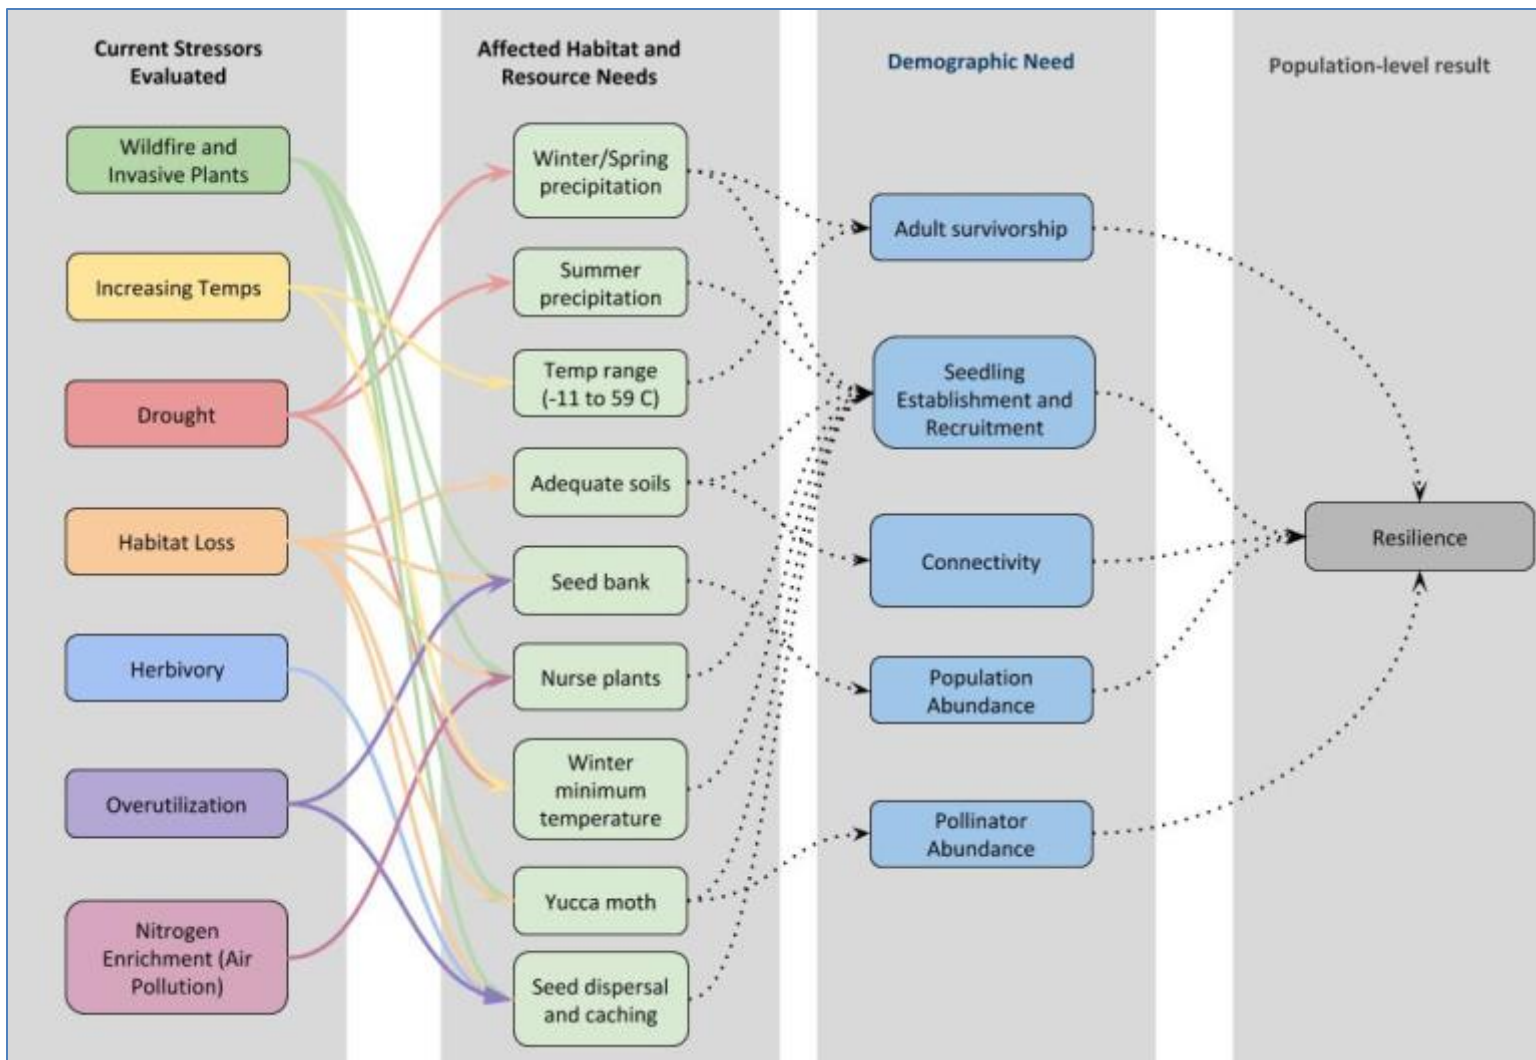 Current Stressors
Evaluated
Wildfire and
Invasive Plants
Increasing Temps
Drought
Habitat Loss
Herbivory
Overutilization
Nitrogen
Enrichment (Air
Pollution)
Affected Habitat and
Resource Needs
Winter/Spring
precipitation
Summer
precipitation
Temp range
(-11 to 59 C)
Adequate soils
Seed bank
Nurse plants
Winter
minimum
temperature
Yucca moth
Seed dispersal
and caching
Demographic Need
Adult survivorship
Seedling
Establishment and
Recruitment
Connectivity
Population
Abundance
Pollinator
Abundance
Population-level result
Resilience